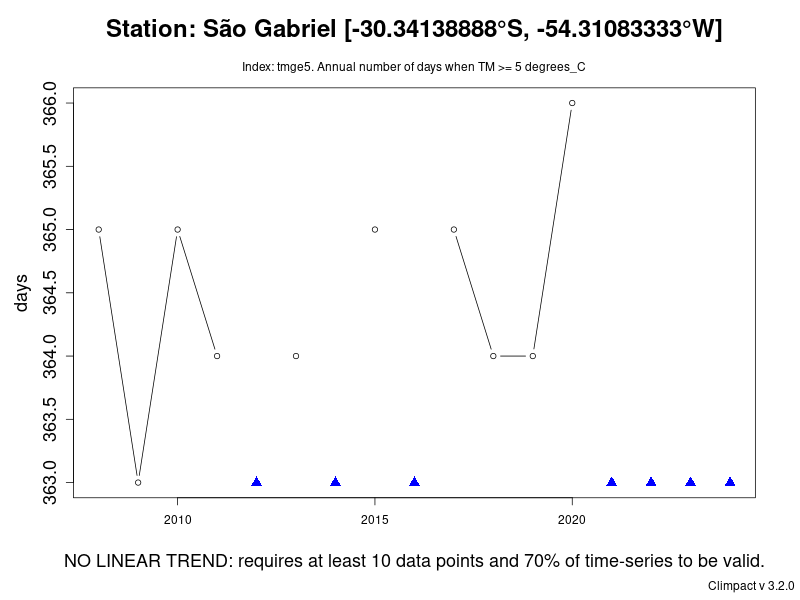 Station: São Gabriel [-30.34138888°S, -54.31083333°W]
Index: tmge5. Annual number of days when TM >= 5 degrees_C
366.0
365.5
365.0
364.5
364.0
363.5
363.0
days
2010 2015 2020
NO LINEAR TREND: requires at least 10 data points and 70% of time-series to be valid.
Climpact v 3.2.0